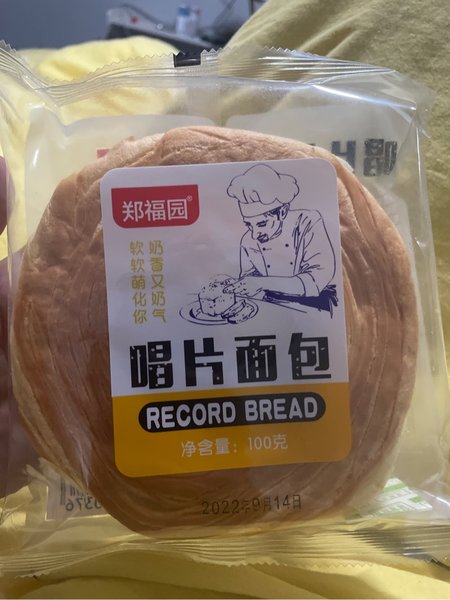 郑福园®
奶香又奶气
软软萌化你
唱片面包
RECORD BREAD
净含量：100克
2022年9月14日
0376